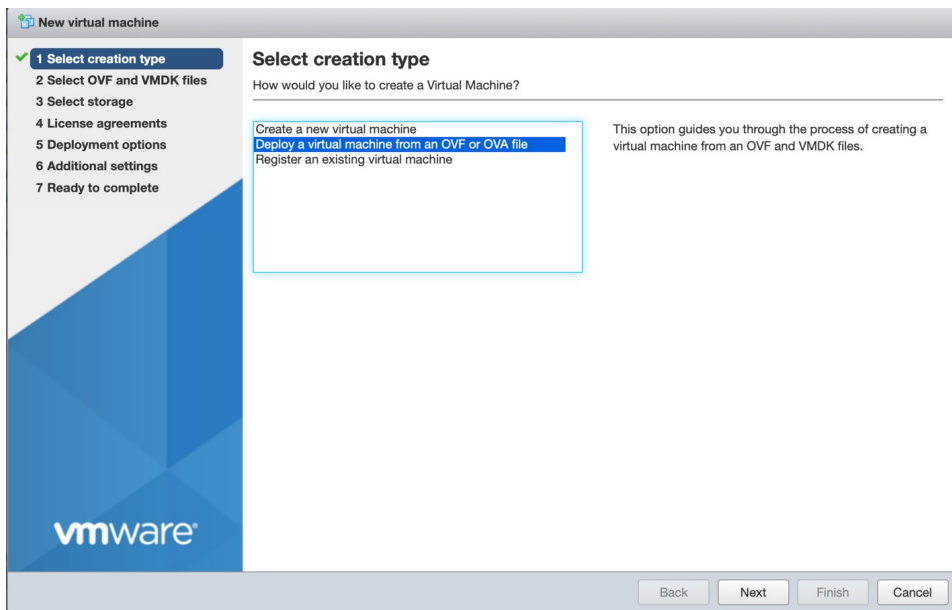 New virtual machine
1 Select creation type
2 Select OVF and VMDK files
3 Select storage
4 License agreements
5 Deployment options
6 Additional settings
7 Ready to complete
vmware®
Select creation type
How would you like to create a Virtual Machine?
Create a new virtual machine
Deploy a virtual machine from an OVF or OVA file
Register an existing virtual machine
This option guides you through the process of creating a
virtual machine from an OVF and VMDK files.
Back
Next
Finish
Cancel